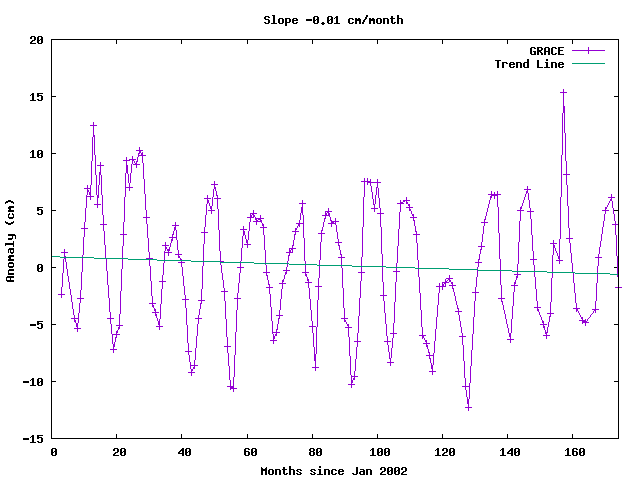 Slope -0.01 cm/month
GRACE
Trend Line
Anomaly (cm)
20
15
10
5
0
-5
-10
-15
0 20 40 60 80 100 120 140 160
Months since Jan 2002